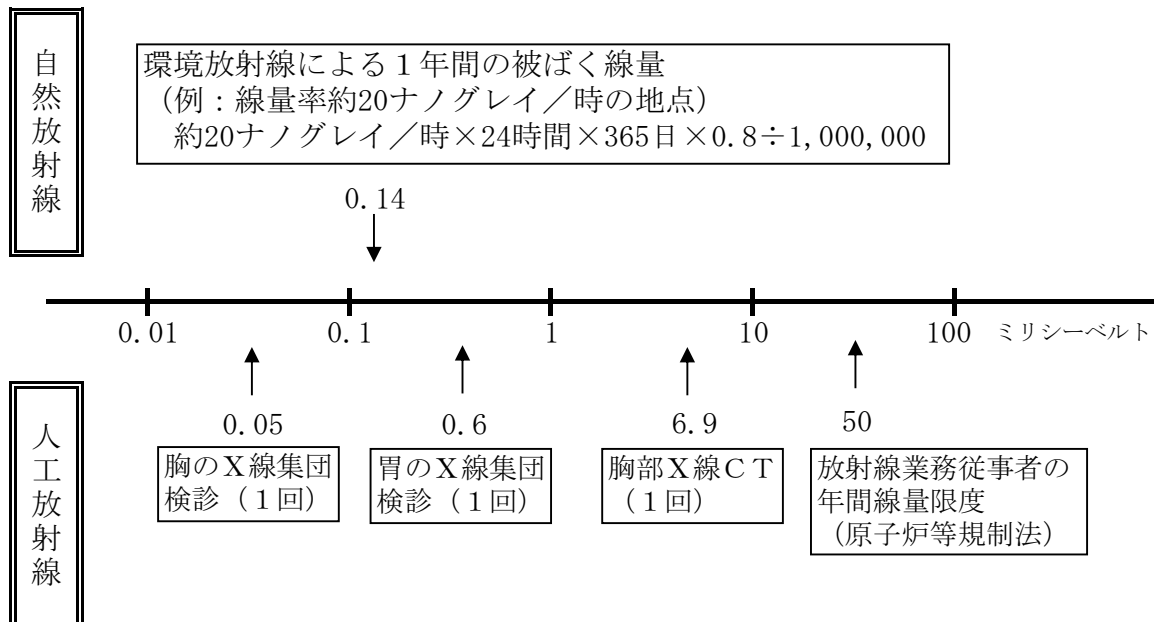 自然放射線
環境放射線による１年間の被ばく線量
（例：線量率約20ナノグレイ／時の地点）
約20ナノグレイ／時×24時間×365日×0.8÷1,000,000
0.14
0.01 0.1 1 10 100 ミリシーベルト
人工放射線
0.05
胸のＸ線集団
検診（１回）
0.6
胃のＸ線集団
検診（１回）
6.9
胸部Ｘ線ＣＴ
（１回）
50
放射線業務従事者の
年間線量限度
（原子炉等規制法）